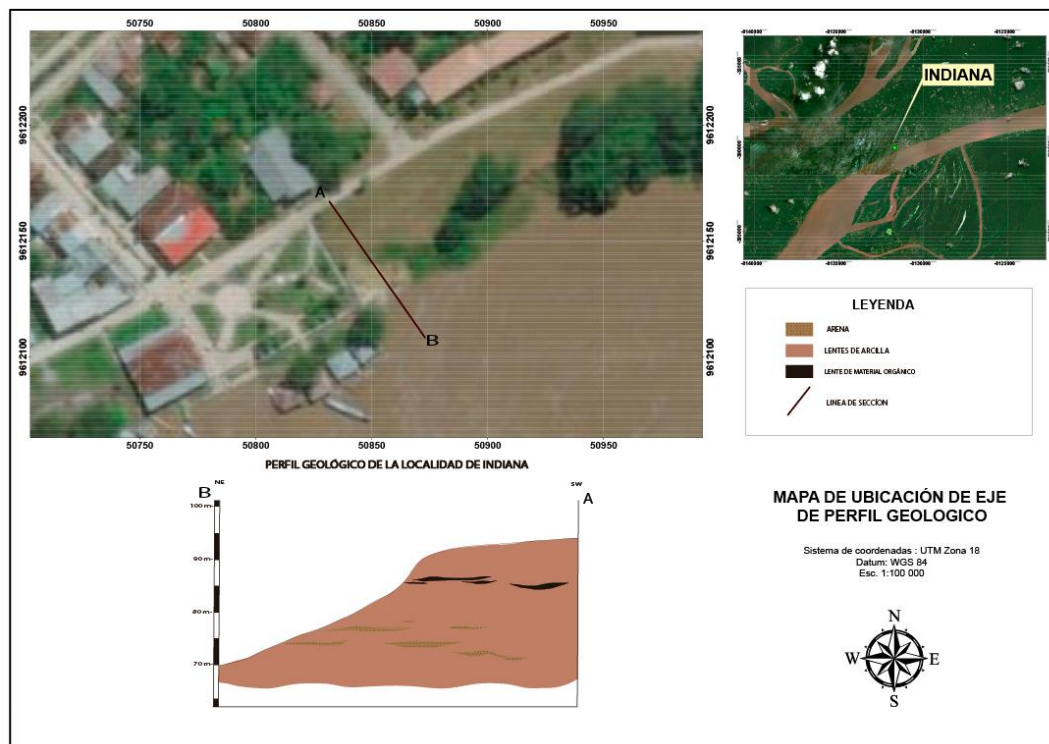 50750 50800 50850 50900 50950
9612200 9612200
9612150 9612150
9612100 9612100
A
B
50750 50800 50850 50900 50950
INDIANA
LEYENDA
ARENA
LENTES DE ARCILLA
LENTE DE MATERIAL ORGÁNICO
LINEA DE SECCÍON
PERFIL GEOLÓGICO DE LA LOCALIDAD DE INDIANA
B NE SW A
100 m
90 m
80 m
70 m
MAPA DE UBICACIÓN DE EJE
DE PERFIL GEOLOGICO
Sistema de coordenadas : UTM Zona 18
Datum: WGS 84
Esc. 1:100 000
N
W E
S